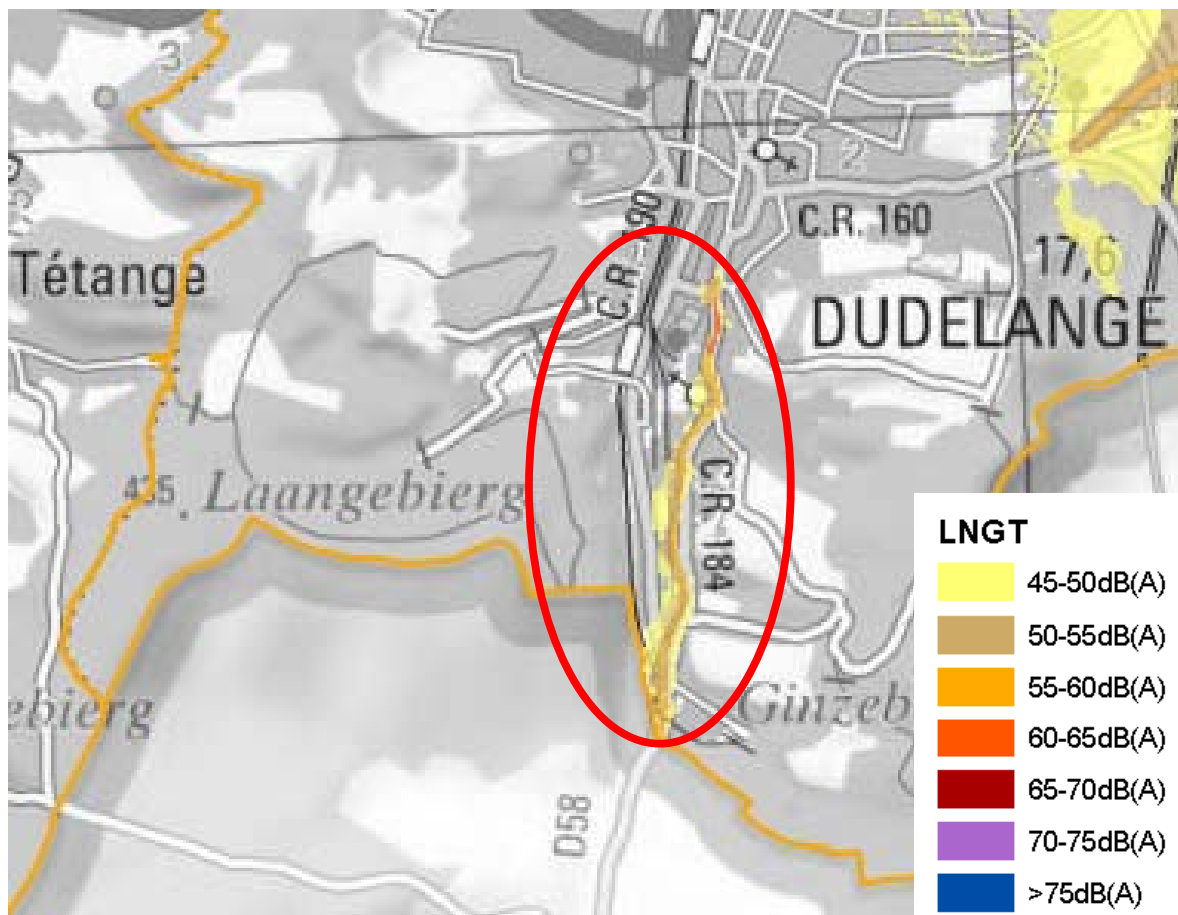 3
2
C.R. 190
C.R. 160
Tétange
17,6
DUDELANGE
435
Laangebierg
C.R. 184
ebierg
Ginzeb
D58
LNGT
45-50dB(A)
50-55dB(A)
55-60dB(A)
60-65dB(A)
65-70dB(A)
70-75dB(A)
>75dB(A)